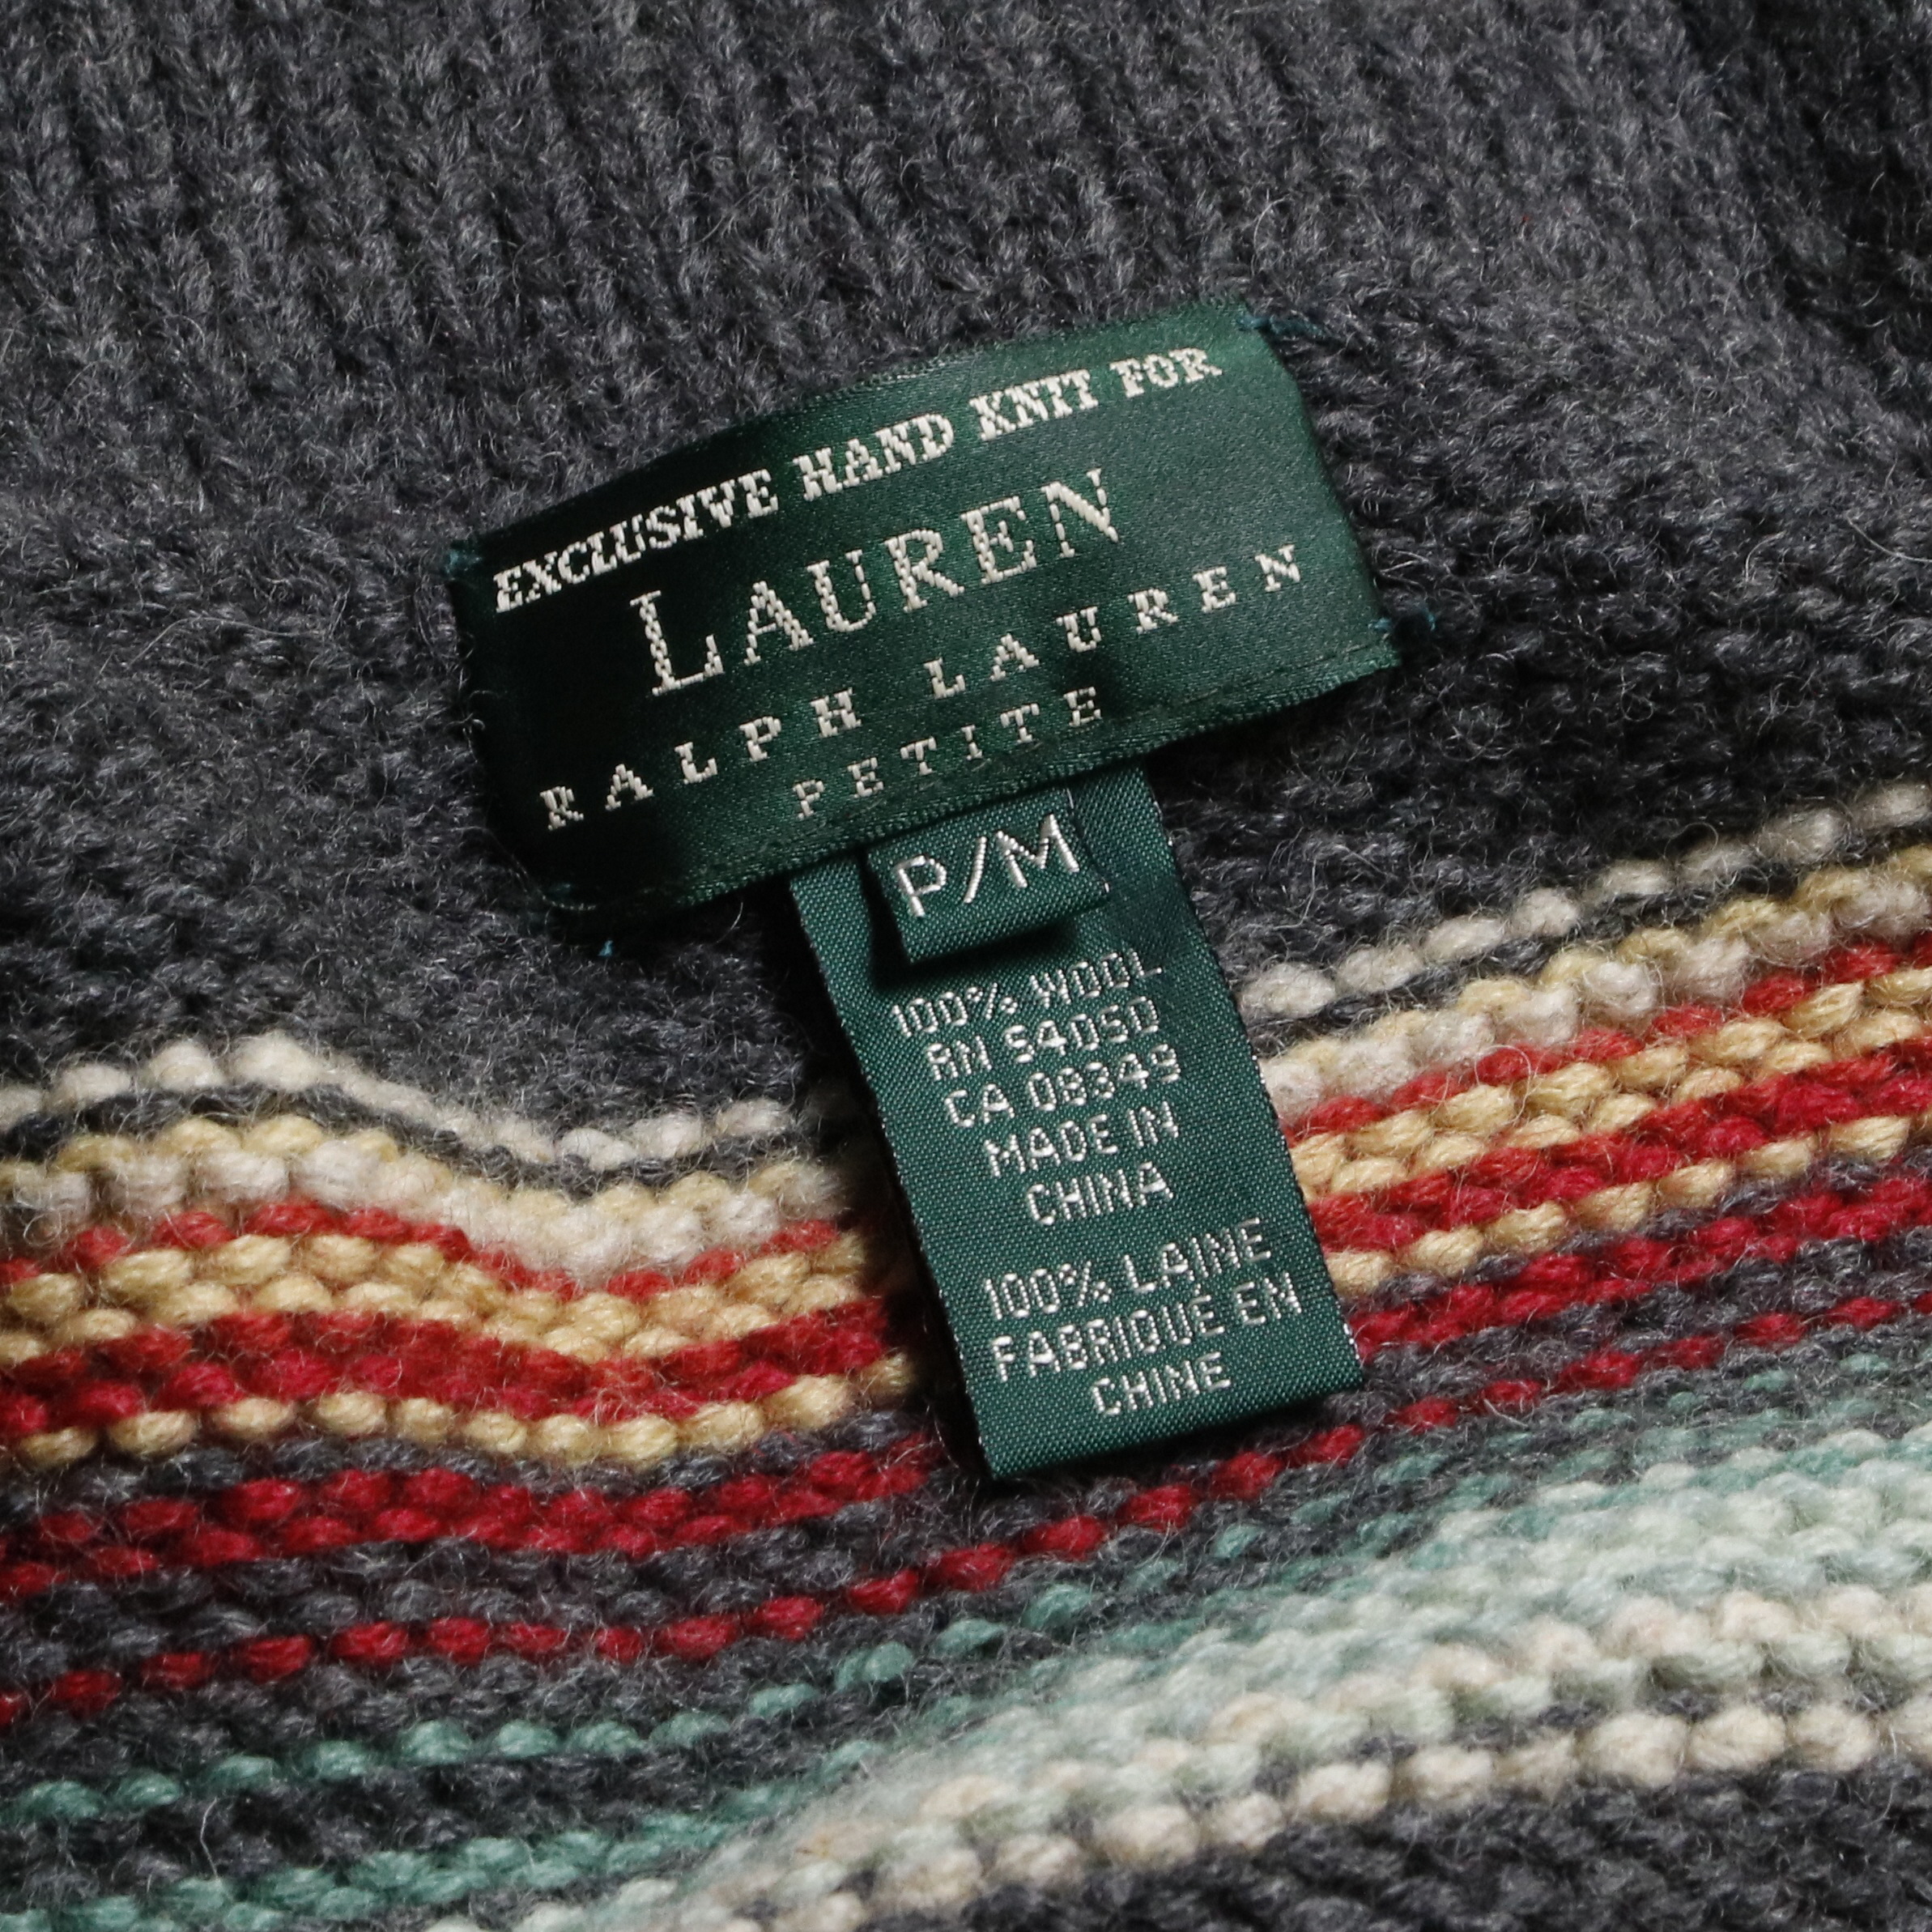 EXCLUSIVE HAND KNIT FOR
LAUREN
RALPH LAUREN
PETITE
P/M
100% WOOL
RN 54050
CA 08349
MADE IN
CHINA
100% LAINE
FABRIQUE EN
CHINE